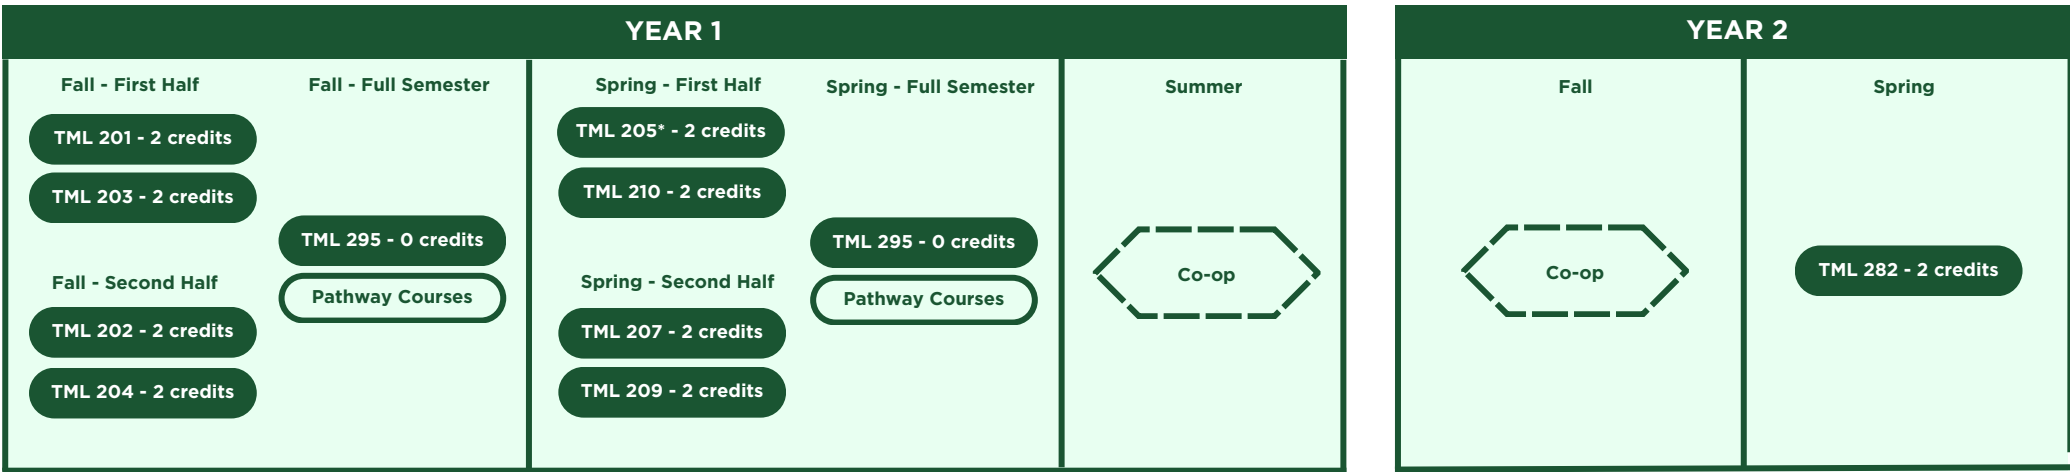 YEAR 1
Fall - First Half
TML 201 - 2 credits
TML 203 - 2 credits
Fall - Second Half
TML 202 - 2 credits
TML 204 - 2 credits
Fall - Full Semester
TML 295 - 0 credits
Pathway Courses
Spring - First Half
TML 205* - 2 credits
TML 210 - 2 credits
Spring - Second Half
TML 207 - 2 credits
TML 209 - 2 credits
Spring - Full Semester
TML 295 - 0 credits
Pathway Courses
Summer
Co-op
YEAR 2
Fall
Co-op
Spring
TML 282 - 2 credits